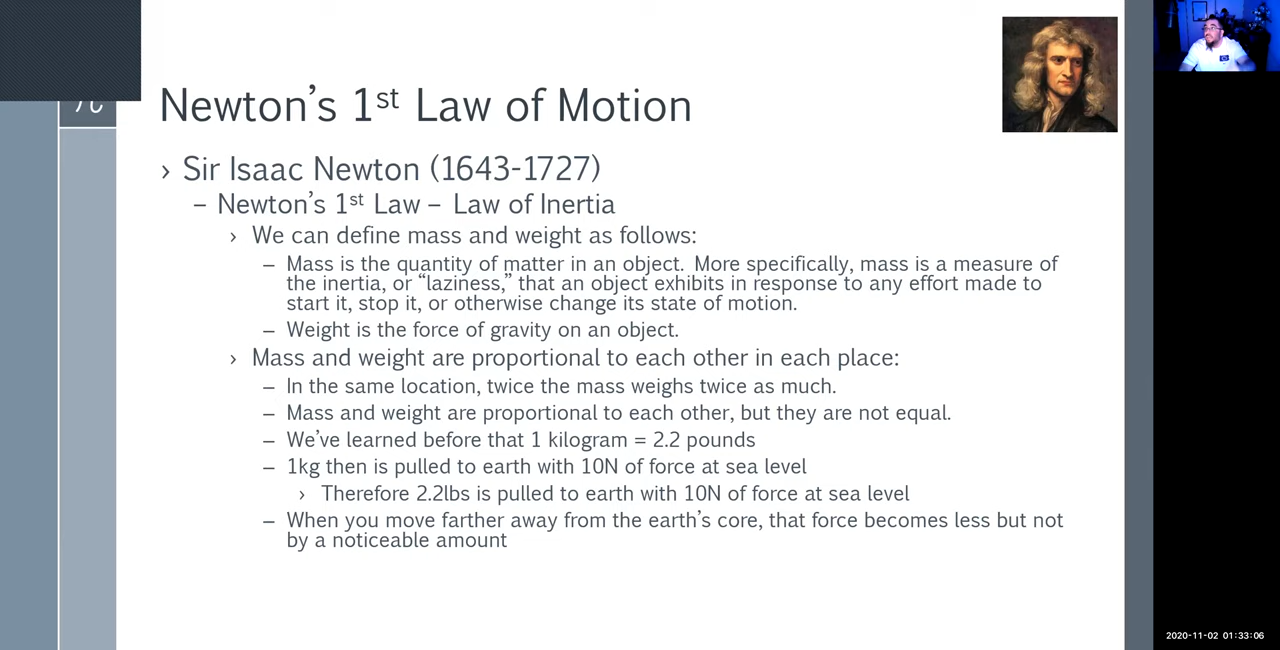 Newton’s 1st Law of Motion
› Sir Isaac Newton (1643-1727)
– Newton’s 1st Law – Law of Inertia
› We can define mass and weight as follows:
– Mass is the quantity of matter in an object. More specifically, mass is a measure of
the inertia, or “laziness,” that an object exhibits in response to any effort made to
start it, stop it, or otherwise change its state of motion.
– Weight is the force of gravity on an object.
› Mass and weight are proportional to each other in each place:
– In the same location, twice the mass weighs twice as much.
– Mass and weight are proportional to each other, but they are not equal.
– We’ve learned before that 1 kilogram = 2.2 pounds
– 1kg then is pulled to earth with 10N of force at sea level
› Therefore 2.2lbs is pulled to earth with 10N of force at sea level
– When you move farther away from the earth’s core, that force becomes less but not
by a noticeable amount
2020-11-02 01:33:06